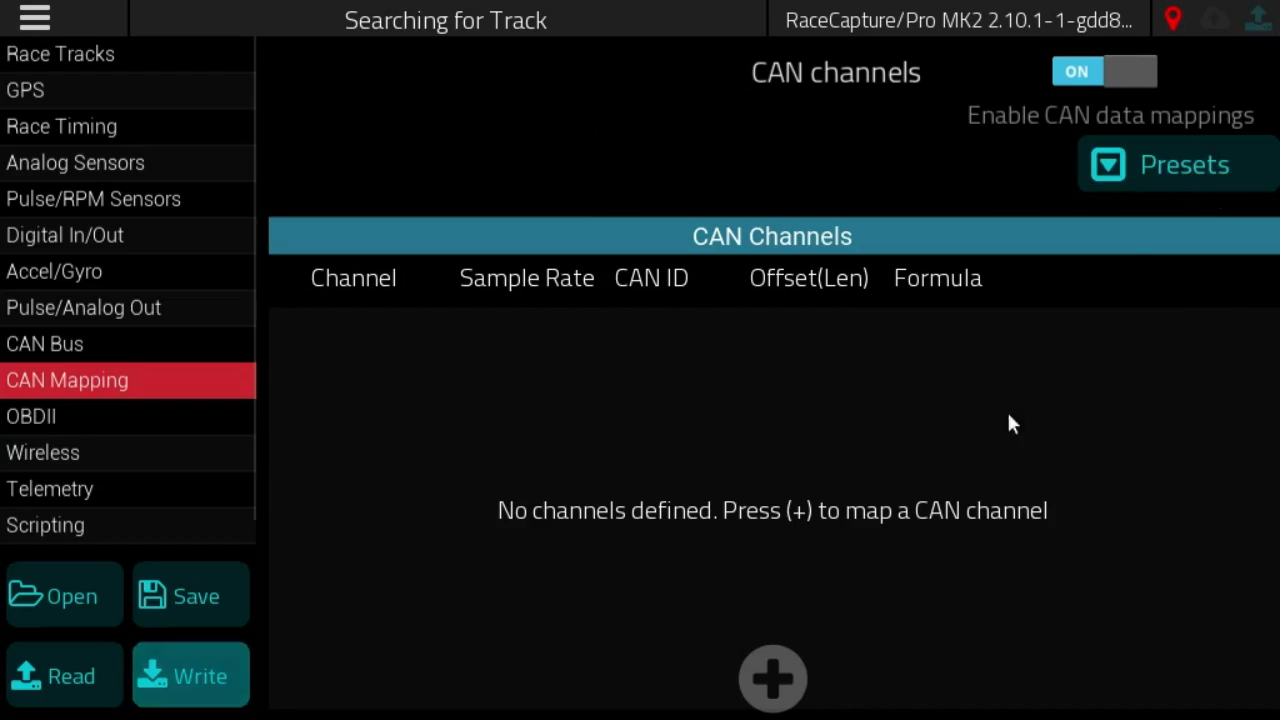 Searching for Track
RaceCapture/Pro MK2 2.10.1-1-gdd8...
Race Tracks
GPS
Race Timing
Analog Sensors
Pulse/RPM Sensors
Digital In/Out
Accel/Gyro
Pulse/Analog Out
CAN Bus
CAN Mapping
OBDII
Wireless
Telemetry
Scripting
Open
Save
Read
Write
CAN channels
ON
Enable CAN data mappings
Presets
CAN Channels
Channel Sample Rate CAN ID Offset(Len) Formula
No channels defined. Press (+) to map a CAN channel